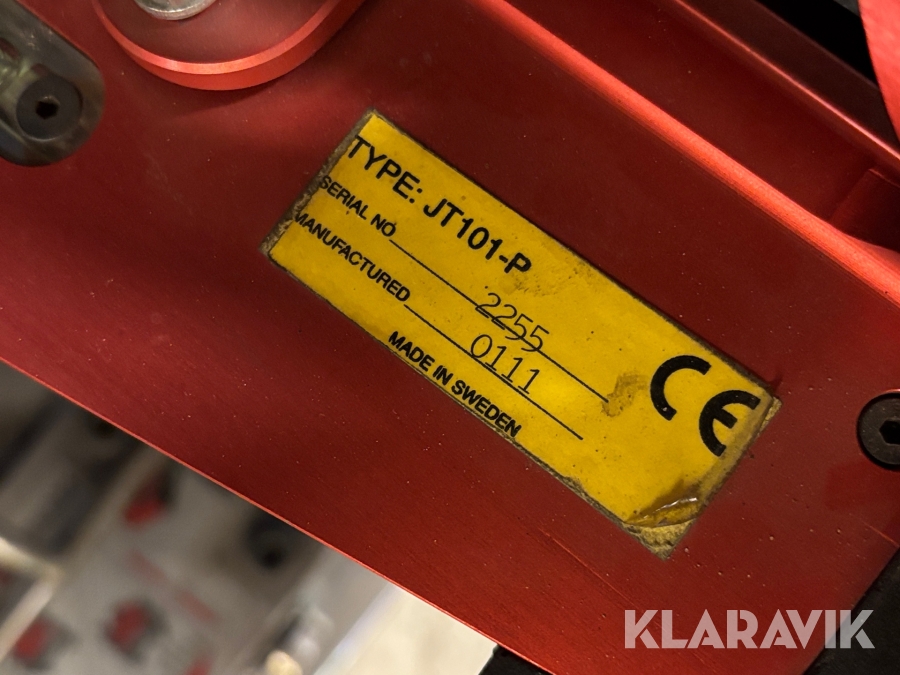 TYPE: JT101-P
SERIAL NO 2255
MANUFACTURED 0111
MADE IN SWEDEN
CE
KLARAVIK